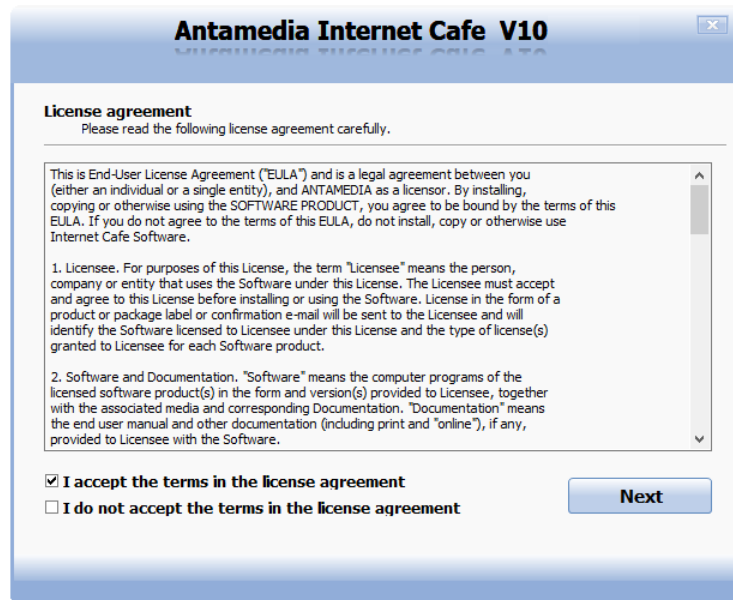 Antamedia Internet Cafe V10
License agreement
Please read the following license agreement carefully.
This is End-User License Agreement ("EULA") and is a legal agreement between you
(either an individual or a single entity), and ANTAMEDIA as a licensor. By installing,
copying or otherwise using the SOFTWARE PRODUCT, you agree to be bound by the terms of this
EULA. If you do not agree to the terms of this EULA, do not install, copy or otherwise use
Internet Cafe Software.
1. Licensee. For purposes of this License, the term "Licensee" means the person,
company or entity that uses the Software under this License. The Licensee must accept
and agree to this License before installing or using the Software. License in the form of a
product or package label or confirmation e-mail will be sent to the Licensee and will
identify the Software licensed to Licensee under this License and the type of license(s)
granted to Licensee for each Software product.
2. Software and Documentation. "Software" means the computer programs of the
licensed software product(s) in the form and version(s) provided to Licensee, together
with the associated media and corresponding Documentation. "Documentation" means
the end user manual and other documentation (including print and "online"), if any,
provided to Licensee with the Software.
I accept the terms in the license agreement
I do not accept the terms in the license agreement
Next